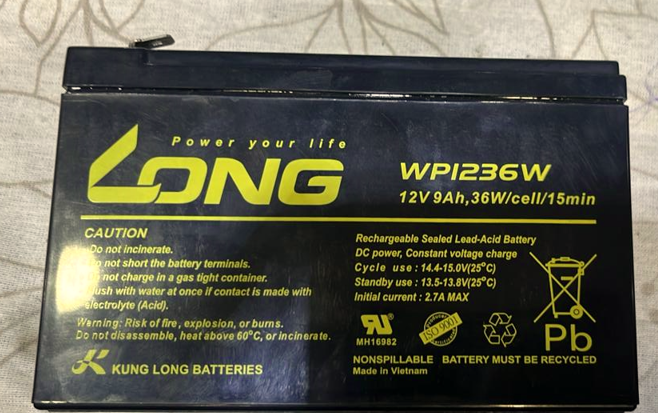 Power your life
LONG
WP1236W
12V 9Ah,36W/cell/15min
CAUTION
Do not incinerate.
not short the battery terminals.
not charge in a gas tight container.
with water at once if contact is made with
electrolyte (Acid).
Warning: Risk of fire, explosion, or burns.
Do not disassemble, heat above 60°C, or incinerate.
KUNG LONG BATTERIES
Rechargeable Sealed Lead-Acid Battery
DC power, Constant voltage charge
Cycle use : 14.4-15.0V(25°C)
Standby use : 13.5-13.8V(25°C)
Initial current : 2.7A MAX
MH16982
ISO 9001
Pb
NONSPILLABLE BATTERY MUST BE RECYCLED
Made in Vietnam